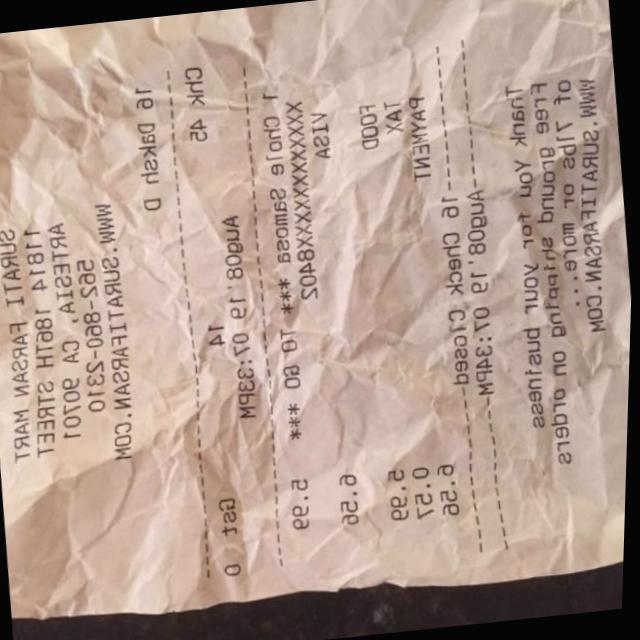 SURATI FARSAN MART
11814 186TH STREET
ARTESIA CA 90701
562-860-2310
WWW.SURATIFARSAN.COM
16 Daksh D
Chk 45 Aug08'19 07:33PM Gst 0
TA
1 Chole Samosa 5.99
*** TO GO ***
XXXXXXXXXXXX8402
VISA 6.56
FOOD 5.99
TAX 0.57
PAYMENT 6.56
16 Check Closed
Aug08'19 07:34PM
Thank You for your business
Free ground shipping on orders
of 7lbs or more...
WWW.SURATIFARSAN.COM